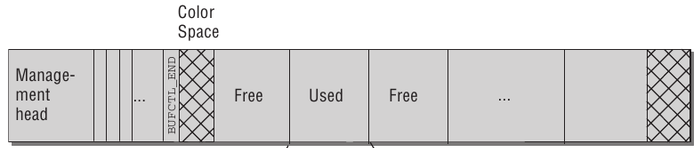 Color
Space
Manage-
ment
head
...
BUFCTL_END
Free
Used
Free
...